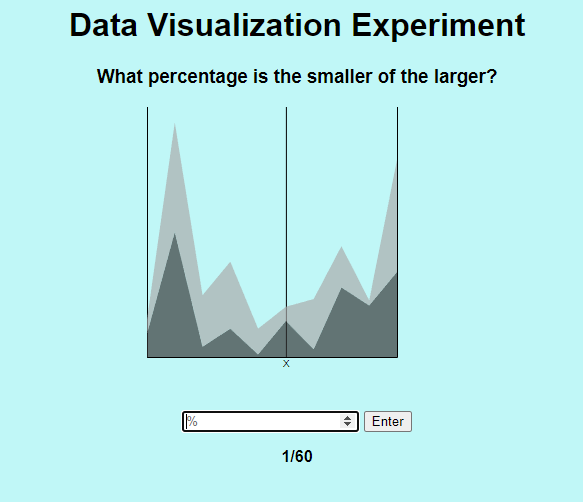 Data Visualization Experiment
What percentage is the smaller of the larger?
X
%
Enter
1/60